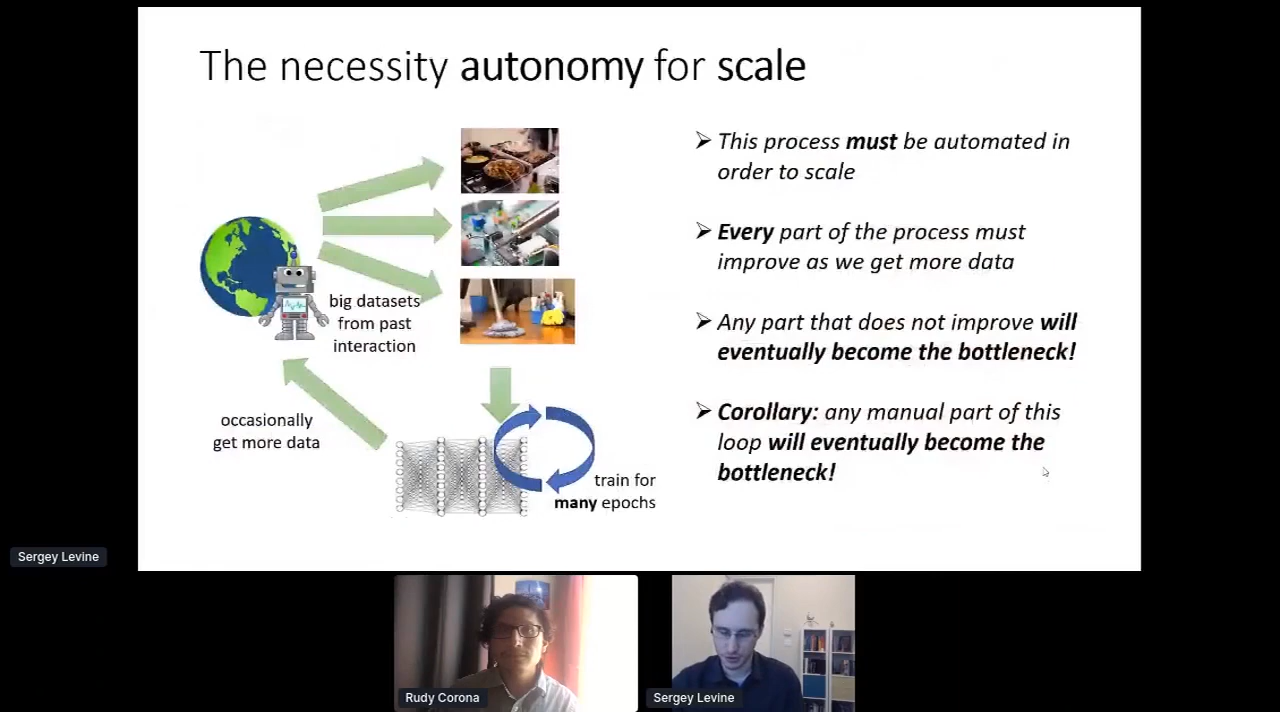 The necessity autonomy for scale
big datasets
from past
interaction
occasionally
get more data
train for
many epochs
➢ This process must be automated in
order to scale
➢ Every part of the process must
improve as we get more data
➢ Any part that does not improve will
eventually become the bottleneck!
➢ Corollary: any manual part of this
loop will eventually become the
bottleneck!
Sergey Levine
Rudy Corona
Sergey Levine